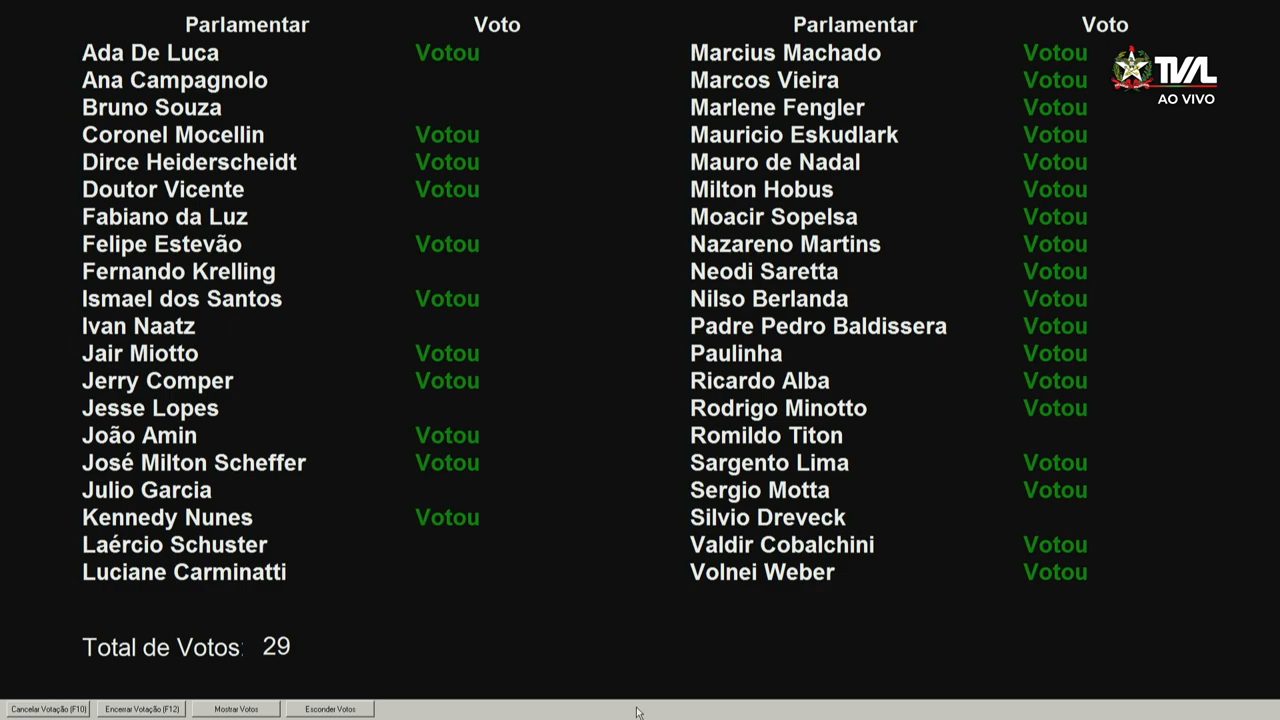 Parlamentar Voto Parlamentar Voto
Ada De Luca Votou Marcius Machado Votou
Ana Campagnolo Marcos Vieira Votou
Bruno Souza Marlene Fengler Votou
Coronel Mocellin Votou Mauricio Eskudlark Votou
Dirce Heiderscheidt Votou Mauro de Nadal Votou
Doutor Vicente Votou Milton Hobus Votou
Fabiano da Luz Moacir Sopelsa Votou
Felipe Estevão Votou Nazareno Martins Votou
Fernando Krelling Neodi Saretta Votou
Ismael dos Santos Votou Nilso Berlanda Votou
Ivan Naatz Padre Pedro Baldissera Votou
Jair Miotto Votou Paulinha Votou
Jerry Comper Votou Ricardo Alba Votou
Jesse Lopes Rodrigo Minotto Votou
João Amin Votou Romildo Titon
José Milton Scheffer Votou Sargento Lima Votou
Julio Garcia Sergio Motta Votou
Kennedy Nunes Votou Silvio Dreveck
Laércio Schuster Valdir Cobalchini Votou
Luciane Carminatti Volnei Weber Votou
TVAL
AO VIVO
Total de Votos: 29
Cancelar Votação (F10) Encerrar Votação (F12) Mostrar Votos Esconder Votos